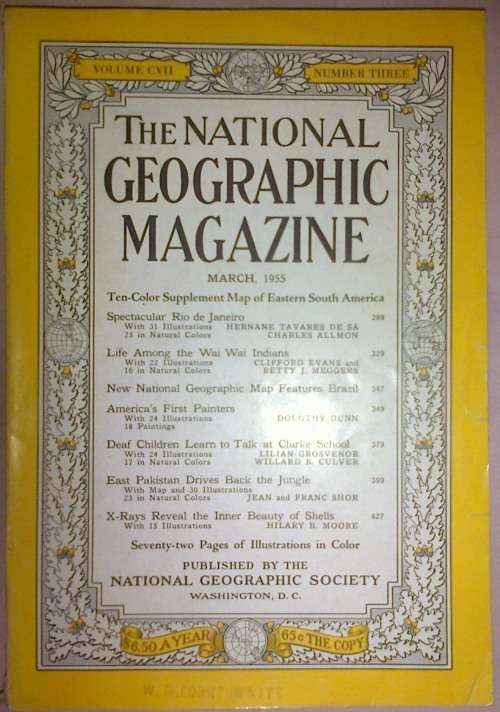 VOLUME CVII
NUMBER THREE
THE NATIONAL
GEOGRAPHIC
MAGAZINE
MARCH, 1955
Ten-Color Supplement Map of Eastern South America
Spectacular Rio de Janeiro 289
With 31 Illustrations HERNANE TAVARES DE SÁ
25 in Natural Colors CHARLES ALLMON
Life Among the Wai Wai Indians 329
With 22 Illustrations CLIFFORD EVANS and
16 in Natural Colors BETTY J. MEGGERS
New National Geographic Map Features Brazil 347
America's First Painters 349
With 24 Illustrations DOROTHY DUNN
18 Paintings
Deaf Children Learn to Talk at Clarke School 379
With 24 Illustrations LILIAN GROSVENOR
17 in Natural Colors WILLARD R. CULVER
East Pakistan Drives Back the Jungle 399
With Map and 30 Illustrations
23 in Natural Colors JEAN and FRANC SHOR
X-Rays Reveal the Inner Beauty of Shells 427
With 15 Illustrations HILARY B. MOORE
Seventy-two Pages of Illustrations in Color
PUBLISHED BY THE
NATIONAL GEOGRAPHIC SOCIETY
WASHINGTON, D. C.
$6.50 A YEAR
65¢ THE COPY